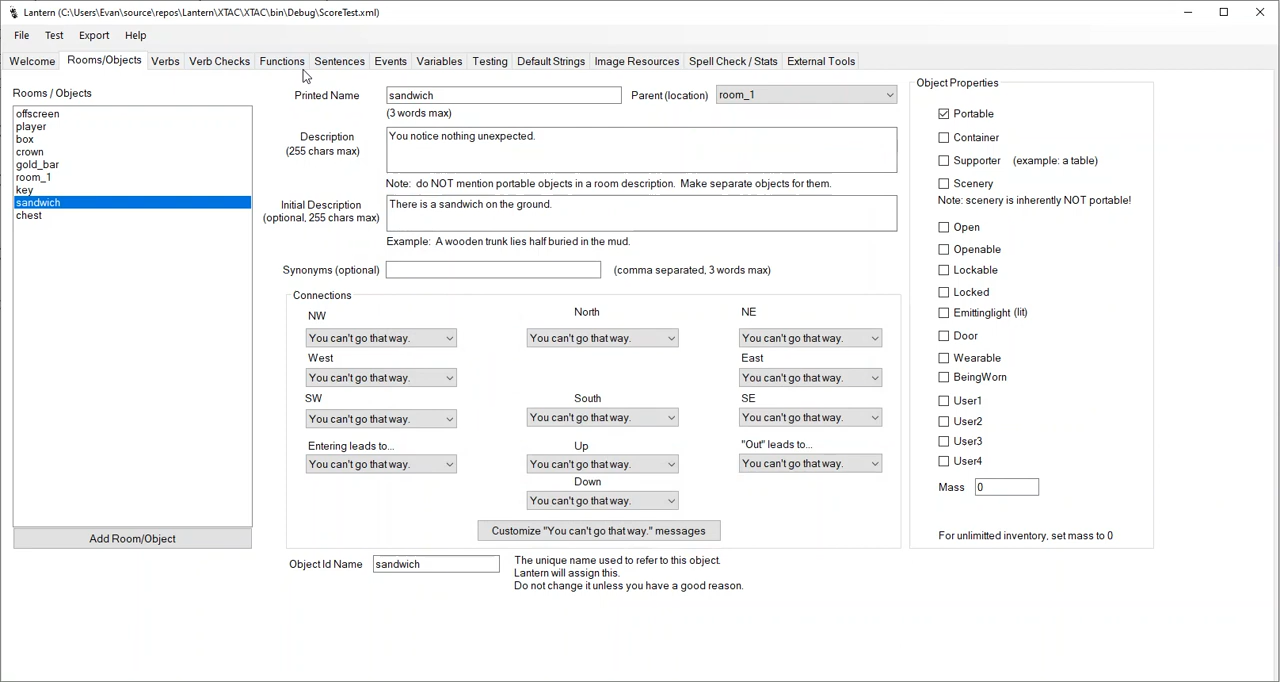 Lantern (C:\Users\Evan\source\repos\Lantern\XTAC\XTAC\bin\Debug\ScoreTest.xml)
File Test Export Help
Welcome Rooms/Objects Verbs Verb Checks Functions Sentences Events Variables Testing Default Strings Image Resources Spell Check / Stats External Tools
Rooms / Objects
offscreen
player
box
crown
gold_bar
room_1
key
sandwich
chest
Add Room/Object
Printed Name sandwich Parent (location) room_1
(3 words max)
Description You notice nothing unexpected.
(255 chars max)
Note: do NOT mention portable objects in a room description. Make separate objects for them.
Initial Description There is a sandwich on the ground.
(optional, 255 chars max)
Example: A wooden trunk lies half buried in the mud.
Synonyms (optional) (comma separated, 3 words max)
Connections
NW North NE
You can't go that way. You can't go that way. You can't go that way.
West East
You can't go that way. You can't go that way.
SW South SE
You can't go that way. You can't go that way. You can't go that way.
Entering leads to... Up "Out" leads to...
You can't go that way. You can't go that way. You can't go that way.
Down
You can't go that way.
Customize "You can't go that way." messages
Object Id Name sandwich The unique name used to refer to this object.
Lantern will assign this.
Do not change it unless you have a good reason.
Object Properties
Portable
Container
Supporter (example: a table)
Scenery
Note: scenery is inherently NOT portable!
Open
Openable
Lockable
Locked
Emittinglight (lit)
Door
Wearable
BeingWorn
User1
User2
User3
User4
Mass 0
For unlimitted inventory, set mass to 0